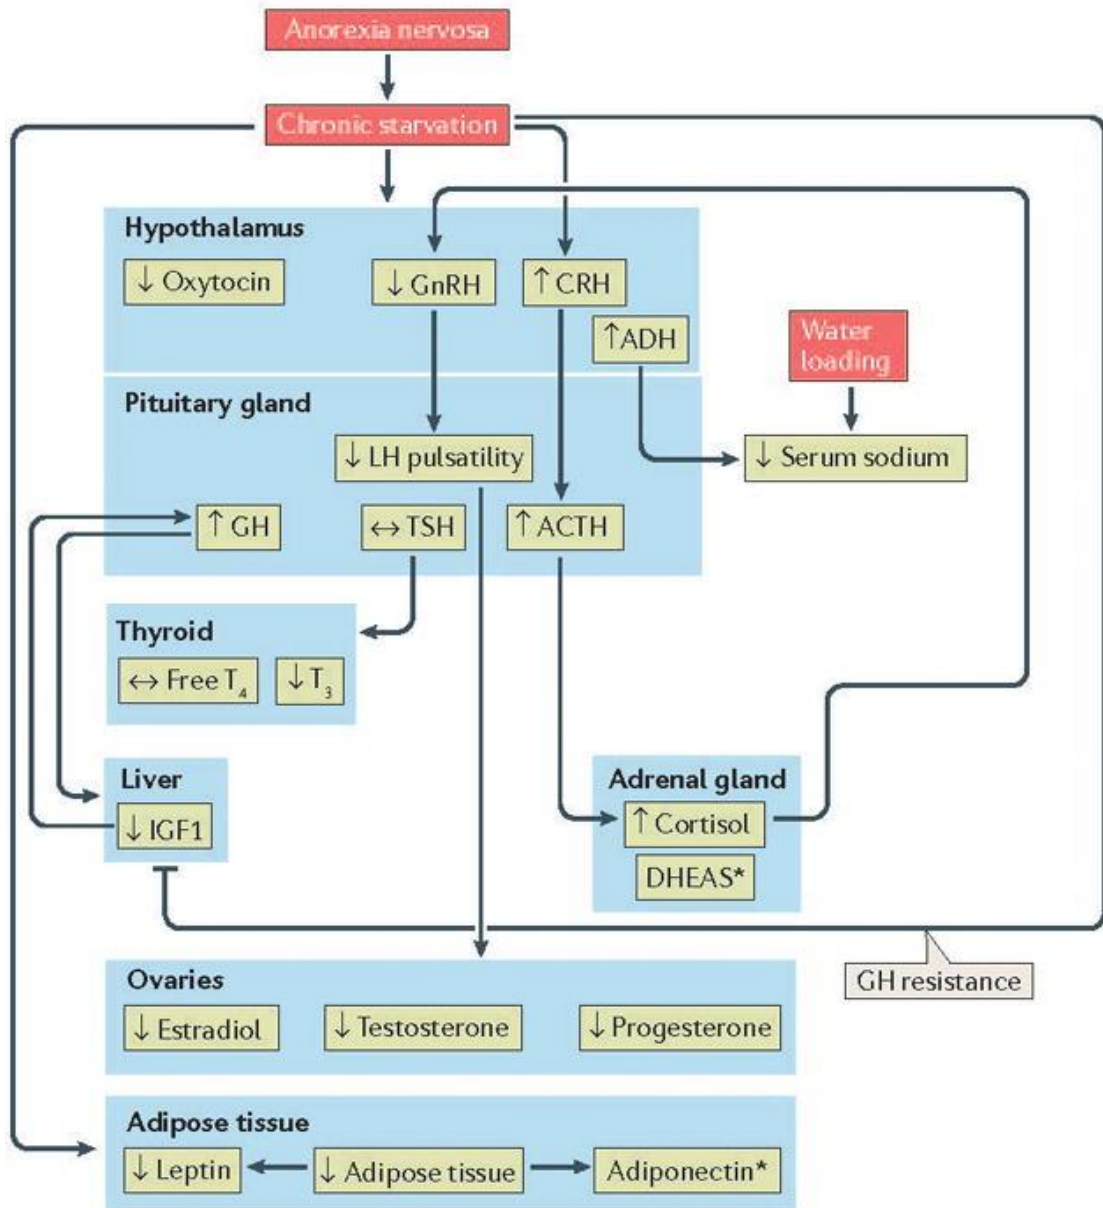 Anorexia nervosa
Chronic starvation
Hypothalamus
↓ Oxytocin
↓ GnRH
↑ CRH
↑ADH
Water
loading
Pituitary gland
↓ LH pulsatility
↓ Serum sodium
↑ GH
↔ TSH
↑ ACTH
Thyroid
↔ Free T₄
↓ T₃
Liver
↓ IGF1
Adrenal gland
↑ Cortisol
DHEAS*
GH resistance
Ovaries
↓ Estradiol
↓ Testosterone
↓ Progesterone
Adipose tissue
↓ Leptin
↓ Adipose tissue
Adiponectin*